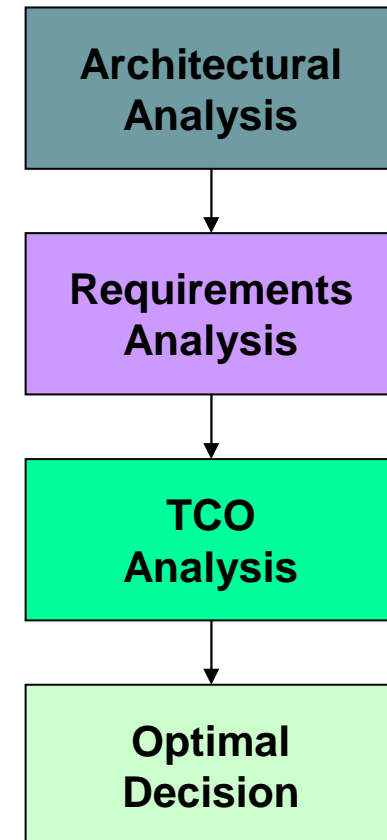 Architectural
Analysis
Requirements
Analysis
TCO
Analysis
Optimal
Decision